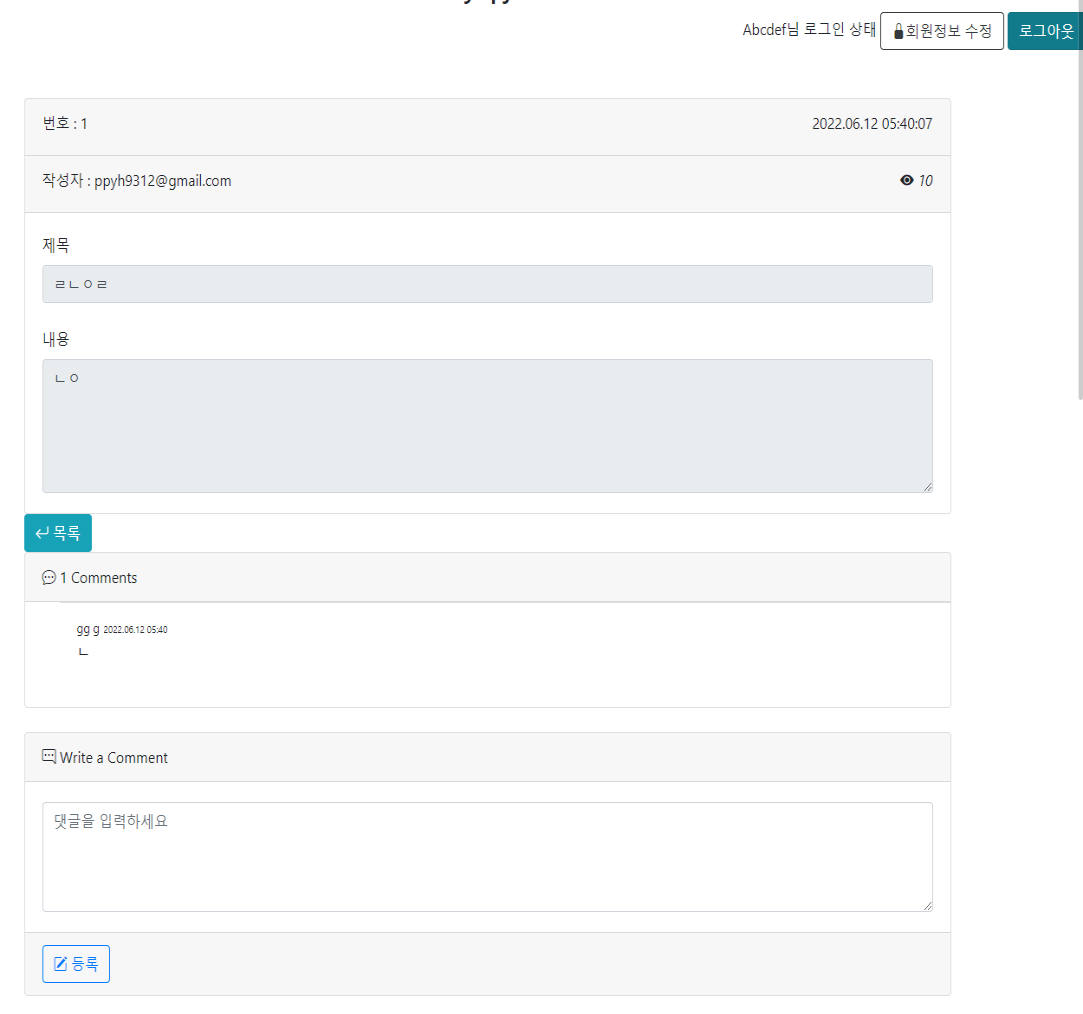 Abcdef님 로그인 상태 회원정보 수정 로그아웃
번호 : 1 2022.06.12 05:40:07
작성자 : ppyh9312@gmail.com 10
제목
ㄹㄴㅇㄹ
내용
ㄴㅇ
목록
1 Comments
gg g 2022.06.12 05:40
ㄴ
Write a Comment
댓글을 입력하세요
등록